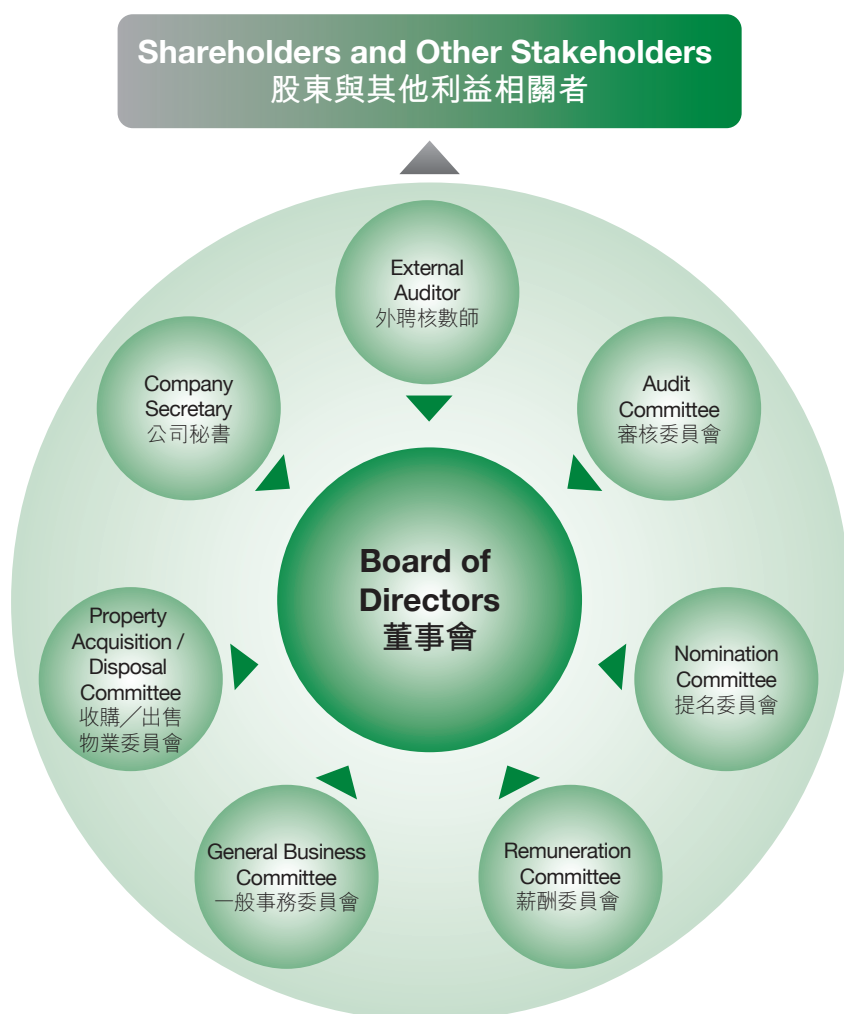 Shareholders and Other Stakeholders
股東與其他利益相關者
External
Auditor
外聘核數師
Company
Secretary
公司秘書
Audit
Committee
審核委員會
Board of
Directors
董事會
Property
Acquisition /
Disposal
Committee
收購／出售
物業委員會
Nomination
Committee
提名委員會
General Business
Committee
一般事務委員會
Remuneration
Committee
薪酬委員會